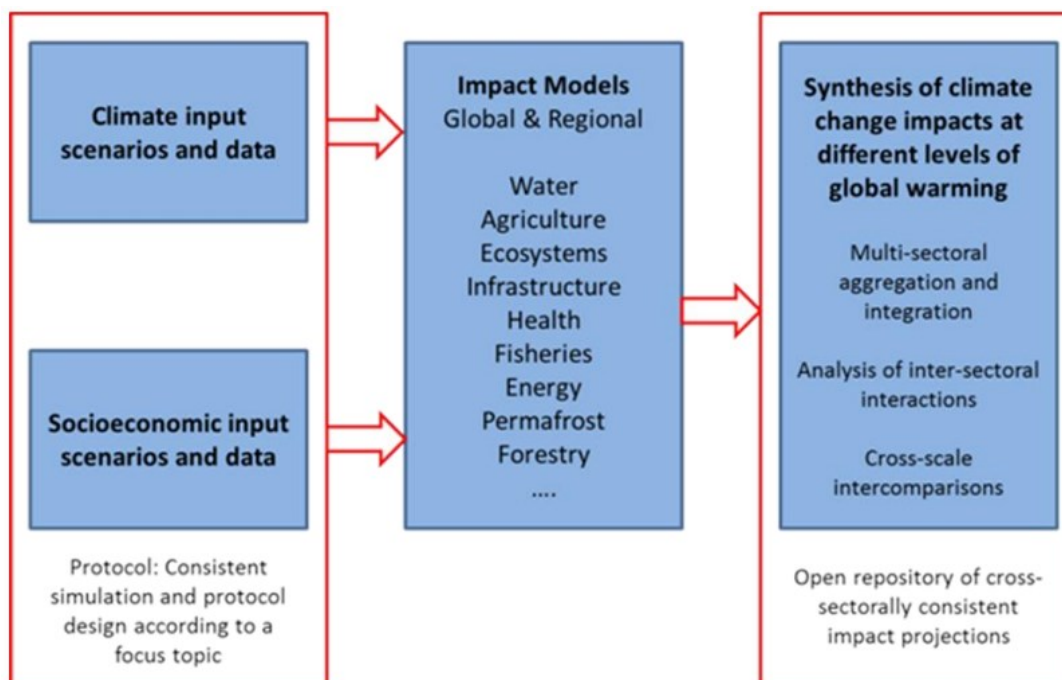 Climate input
scenarios and data
Socioeconomic input
scenarios and data
Protocol: Consistent
simulation and protocol
design according to a
focus topic
Impact Models
Global & Regional
Water
Agriculture
Ecosystems
Infrastructure
Health
Fisheries
Energy
Permafrost
Forestry
....
Synthesis of climate
change impacts at
different levels of
global warming
Multi-sectoral
aggregation and
integration
Analysis of inter-sectoral
interactions
Cross-scale
intercomparisons
Open repository of cross-
sectorally consistent
impact projections